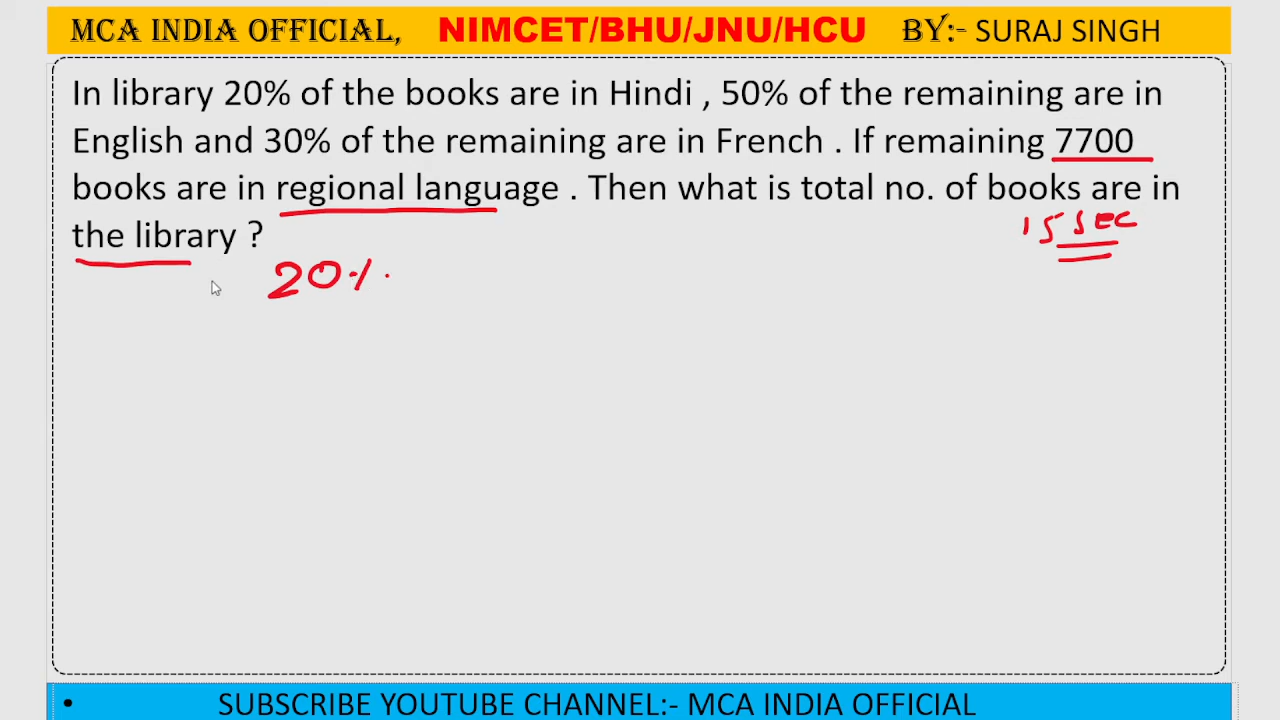 MCA INDIA OFFICIAL, NIMCET/BHU/JNU/HCU BY:- SURAJ SINGH
In library 20% of the books are in Hindi , 50% of the remaining are in
English and 30% of the remaining are in French . If remaining 7700
books are in regional language . Then what is total no. of books are in
the library ?
15 SEC
20%
• SUBSCRIBE YOUTUBE CHANNEL:- MCA INDIA OFFICIAL